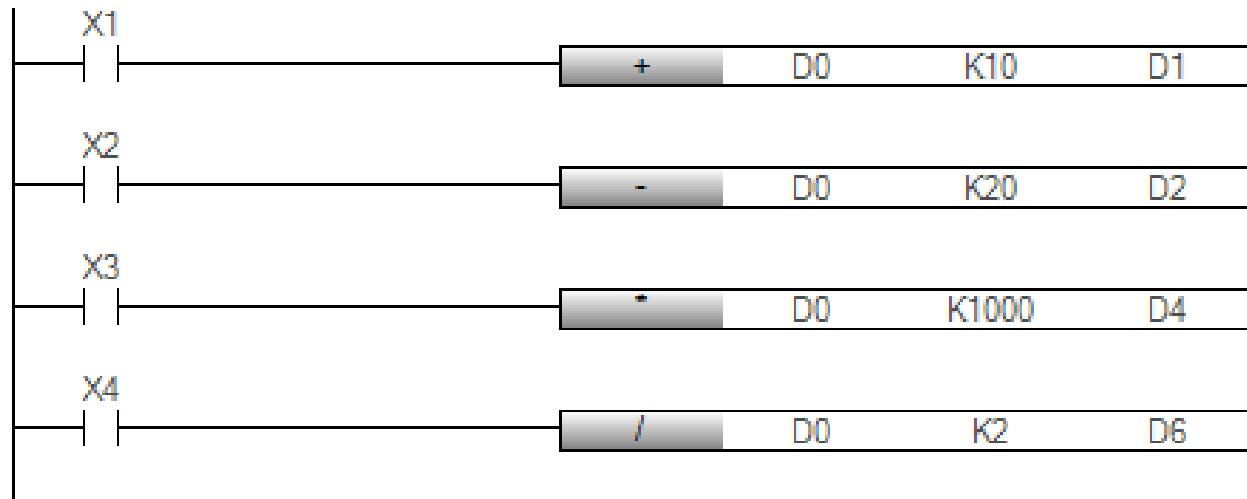 X1
+ D0 K10 D1
X2
- D0 K20 D2
X3
* D0 K1000 D4
X4
/ D0 K2 D6